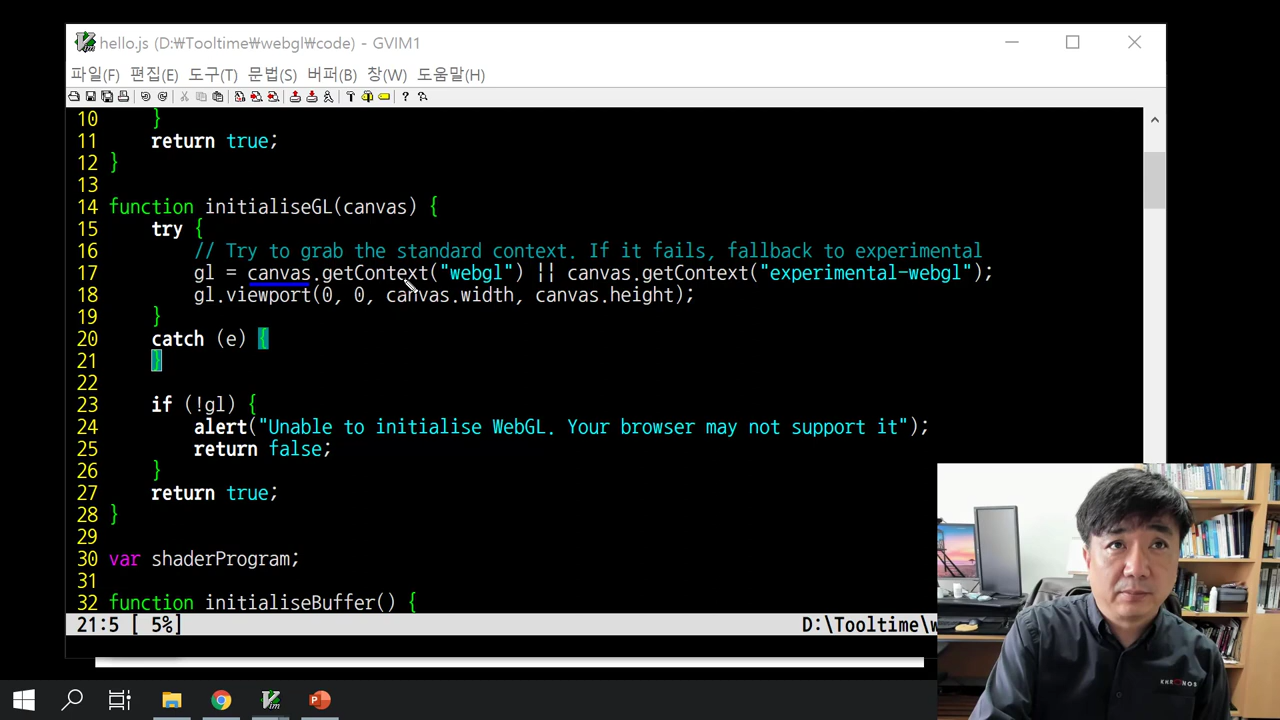 hello.js (D:₩Tooltime₩webgl₩code) - GVIM1
파일(F) 편집(E) 도구(T) 문법(S) 버퍼(B) 창(W) 도움말(H)
10     }
11     return true;
12 }
13
14 function initialiseGL(canvas) {
15     try {
16         // Try to grab the standard context. If it fails, fallback to experimental
17         gl = canvas.getContext("webgl") || canvas.getContext("experimental-webgl");
18         gl.viewport(0, 0, canvas.width, canvas.height);
19     }
20     catch (e) {
21     }
22
23     if (!gl) {
24         alert("Unable to initialise WebGL. Your browser may not support it");
25         return false;
26     }
27     return true;
28 }
29
30 var shaderProgram;
31
32 function initialiseBuffer() {
21:5 [ 5%] D:\Tooltime\w
KHRONOS